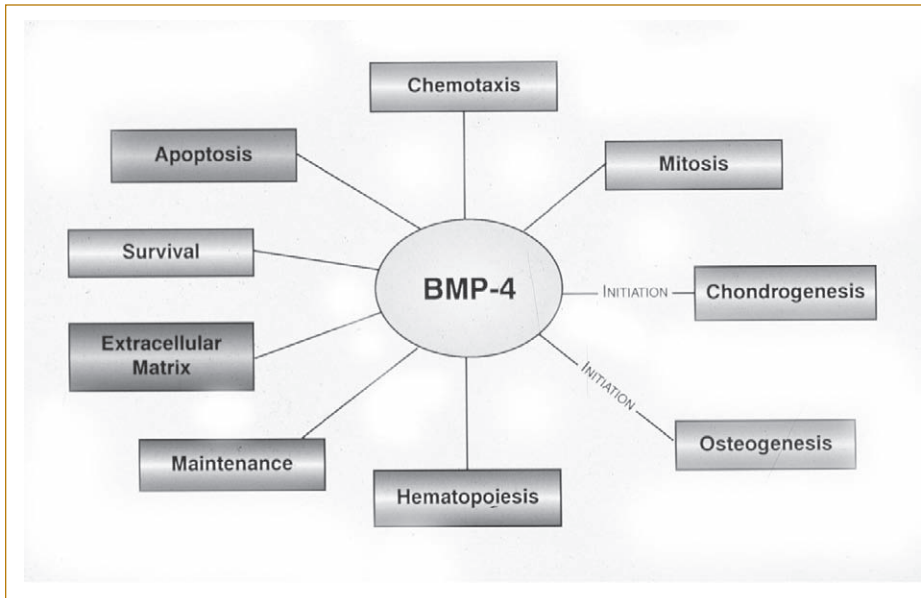 Chemotaxis
Apoptosis
Mitosis
Survival
BMP-4
INITIATION
Chondrogenesis
Extracellular
Matrix
INITIATION
Osteogenesis
Maintenance
Hematopoiesis